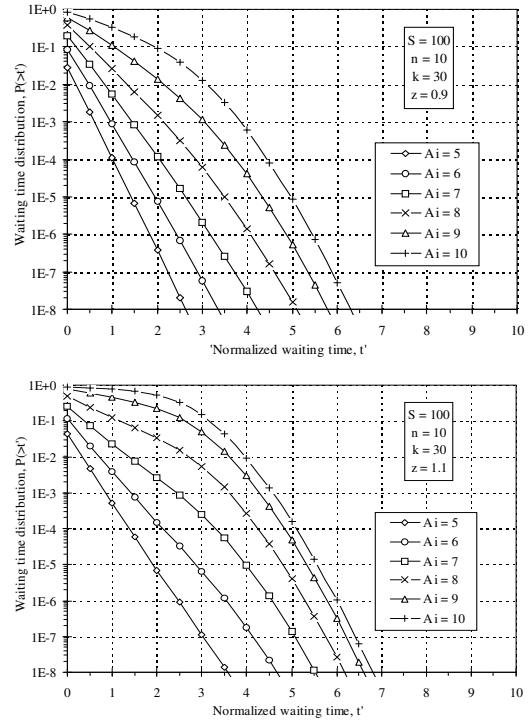 Waiting time distribution, P(>t')
1E+0
1E-1
1E-2
1E-3
1E-4
1E-5
1E-6
1E-7
1E-8
0 1 2 3 4 5 6 7 8 9 10
'Normalized waiting time, t'
S = 100
n = 10
k = 30
z = 0.9
Ai = 5
Ai = 6
Ai = 7
Ai = 8
Ai = 9
Ai = 10
Waiting time distribution, P(>t')
1E+0
1E-1
1E-2
1E-3
1E-4
1E-5
1E-6
1E-7
1E-8
0 1 2 3 4 5 6 7 8 9 10
Normalized waiting time, t'
S = 100
n = 10
k = 30
z = 1.1
Ai = 5
Ai = 6
Ai = 7
Ai = 8
Ai = 9
Ai = 10